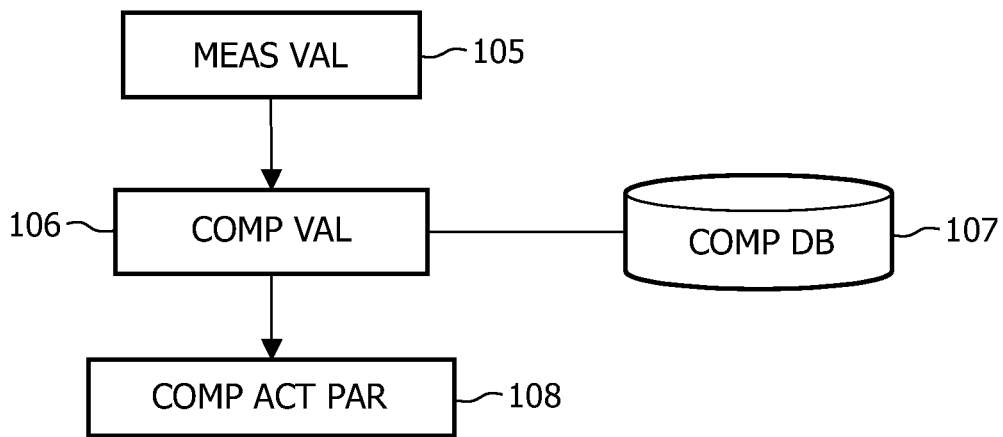 MEAS VAL
105
106
COMP VAL
COMP DB
107
COMP ACT PAR
108